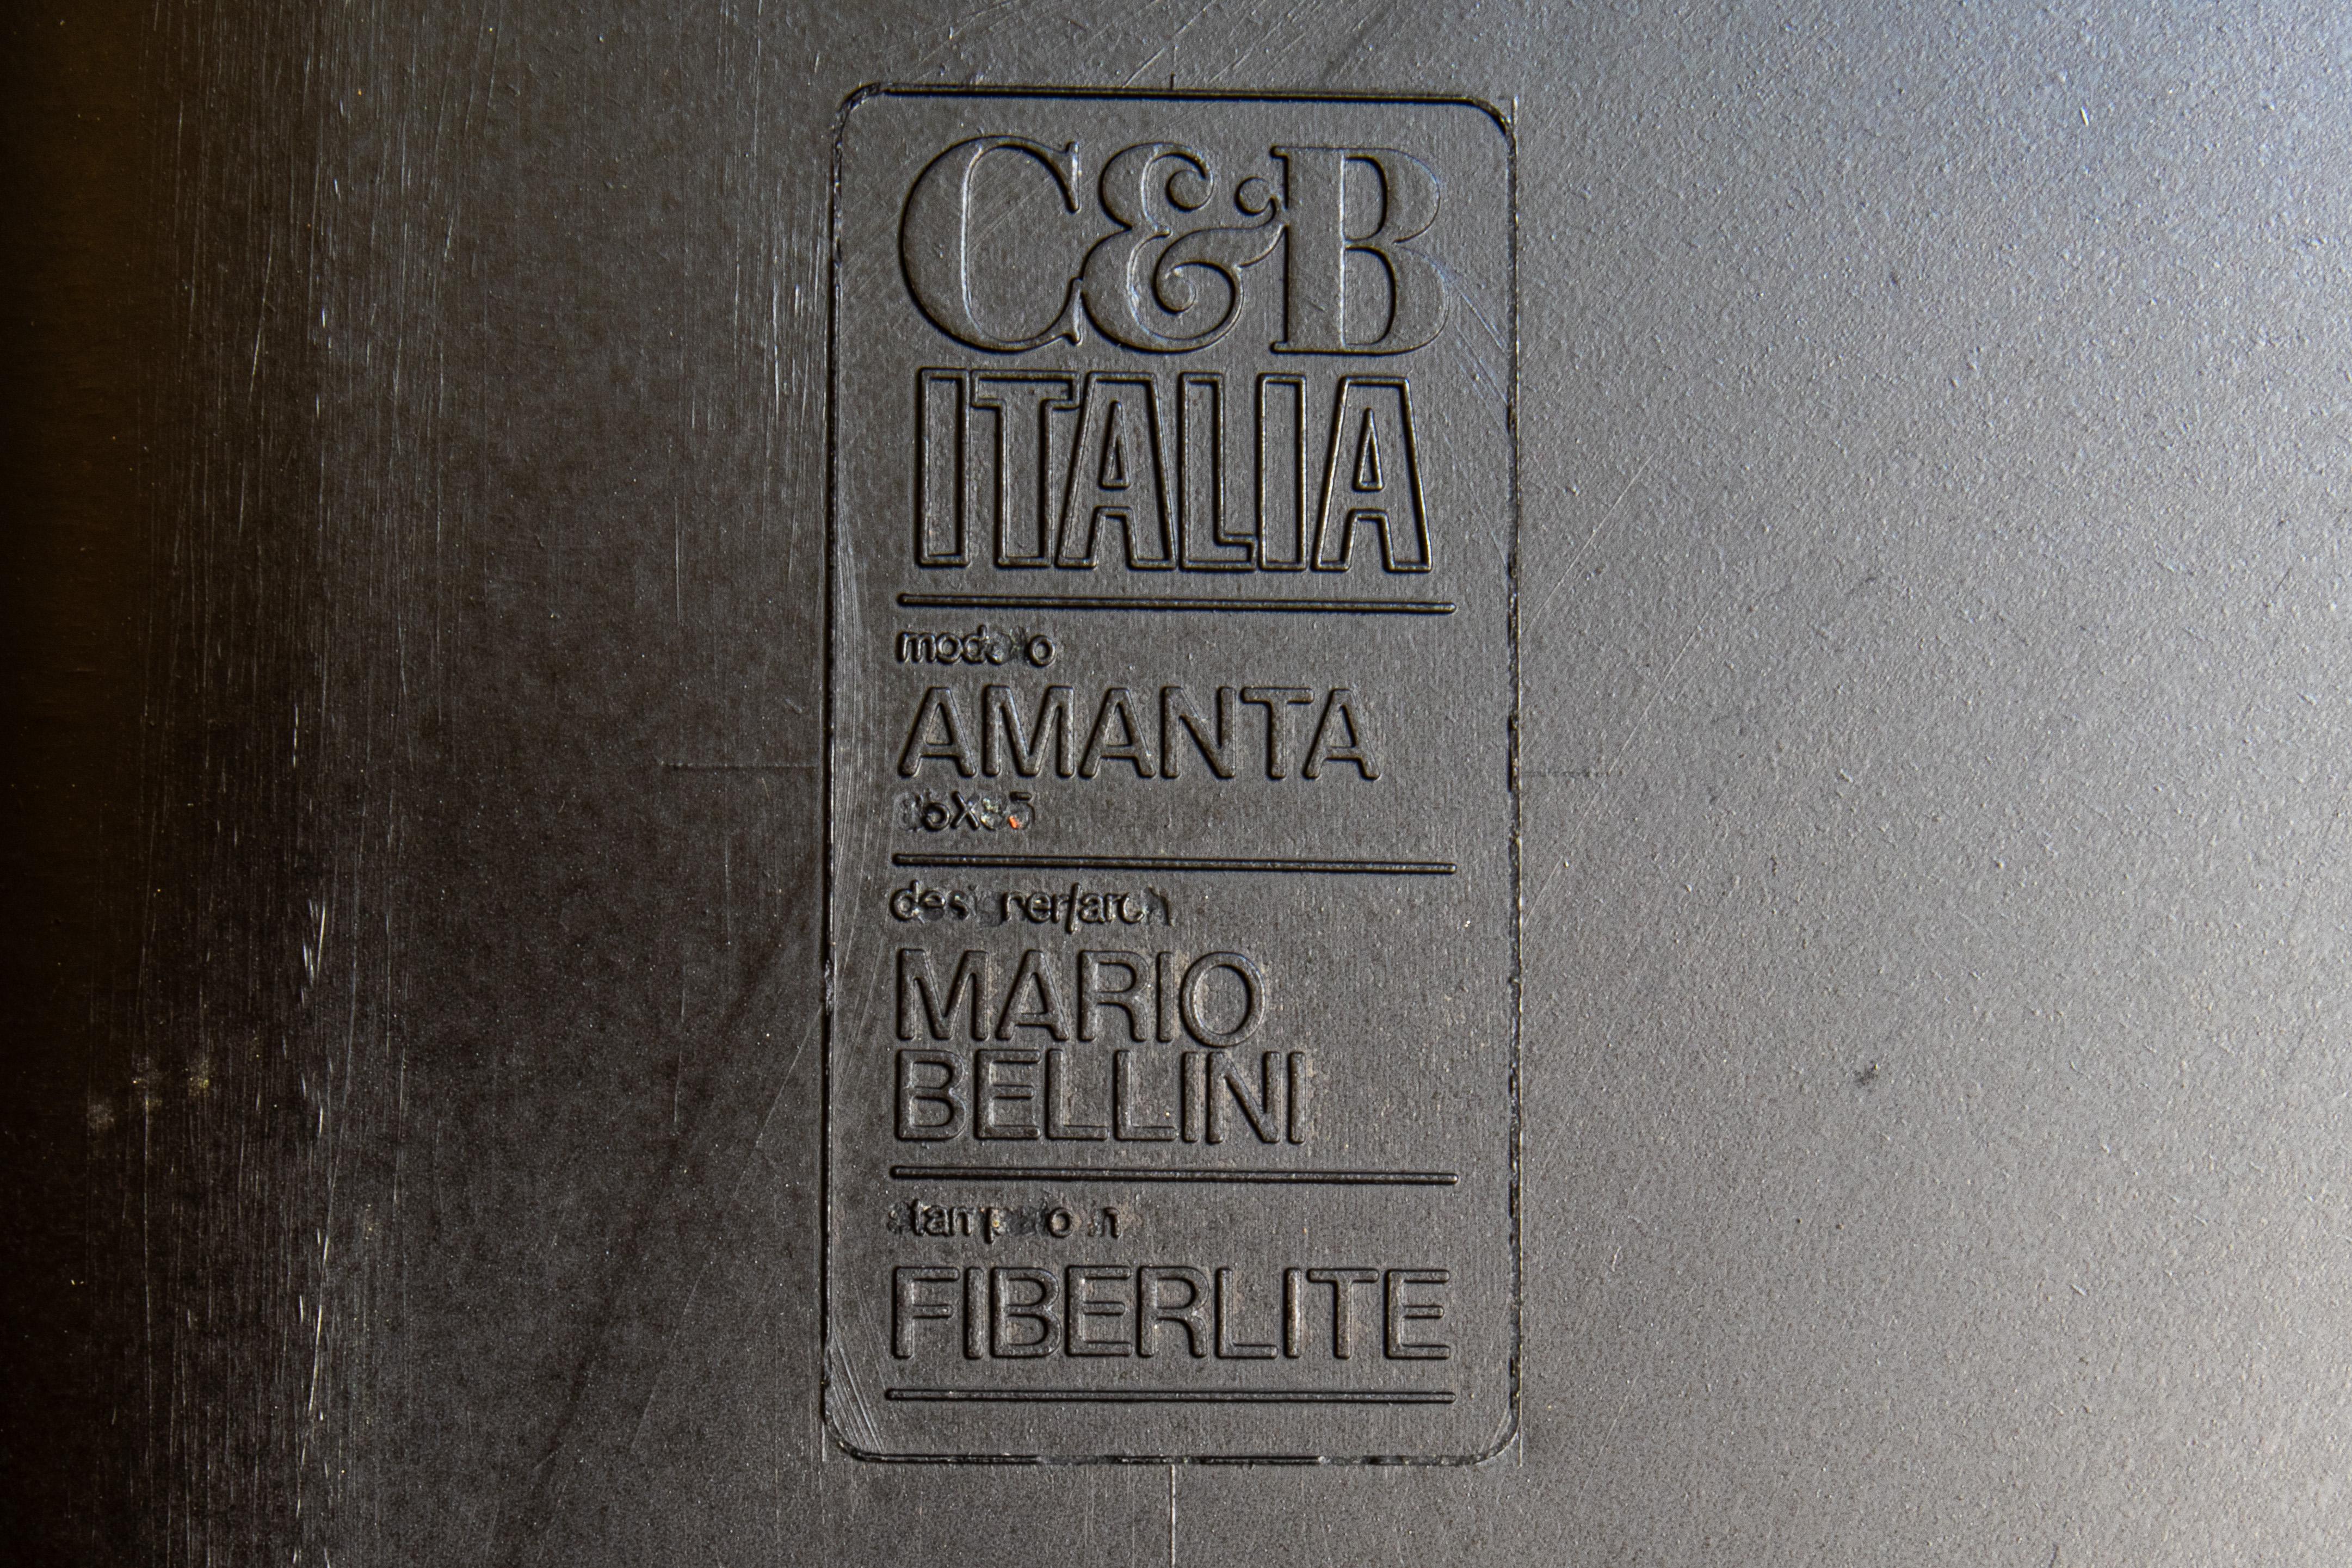 C&B
ITALIA
modello
AMANTA
designer/arch
MARIO
BELLINI
stampato in
FIBERLITE